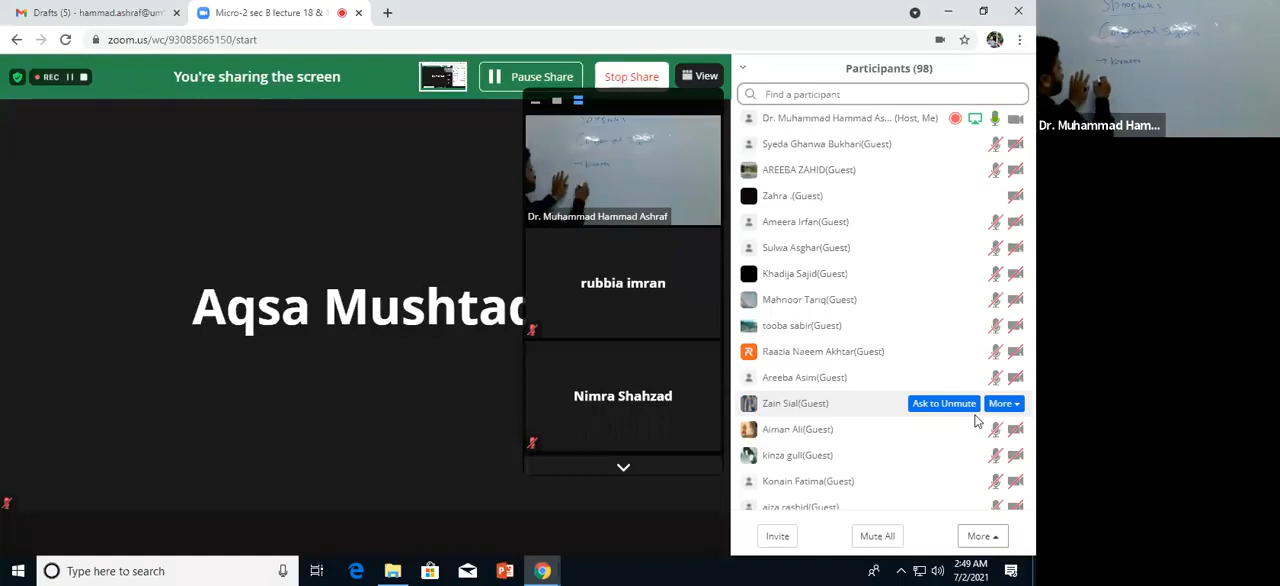 Drafts (5) - hammad.ashraf@um
Micro-2 sec B lecture 18 &
zoom.us/wc/93085865150/start
REC
You're sharing the screen
Pause Share
Stop Share
View
Aqsa Mushtaq
Dr. Muhammad Hammad Ashraf
rubbia imran
Nimra Shahzad
Participants (98)
Find a participant
Dr. Muhammad Hammad As... (Host, Me)
Syeda Ghanwa Bukhari(Guest)
AREEBA ZAHID(Guest)
Zahra .(Guest)
Ameera Irfan(Guest)
Sulwa Asghar(Guest)
Khadija Sajid(Guest)
Mahnoor Tariq(Guest)
tooba sabir(Guest)
R Raazia Naeem Akhtar(Guest)
Areeba Asim(Guest)
Zain Sial(Guest) Ask to Unmute More
Aiman Ali(Guest)
kinza gull(Guest)
Konain Fatima(Guest)
aiza rashid(Guest)
Invite
Mute All
More
Dr. Muhammad Ham...
Type here to search
2:49 AM
7/2/2021